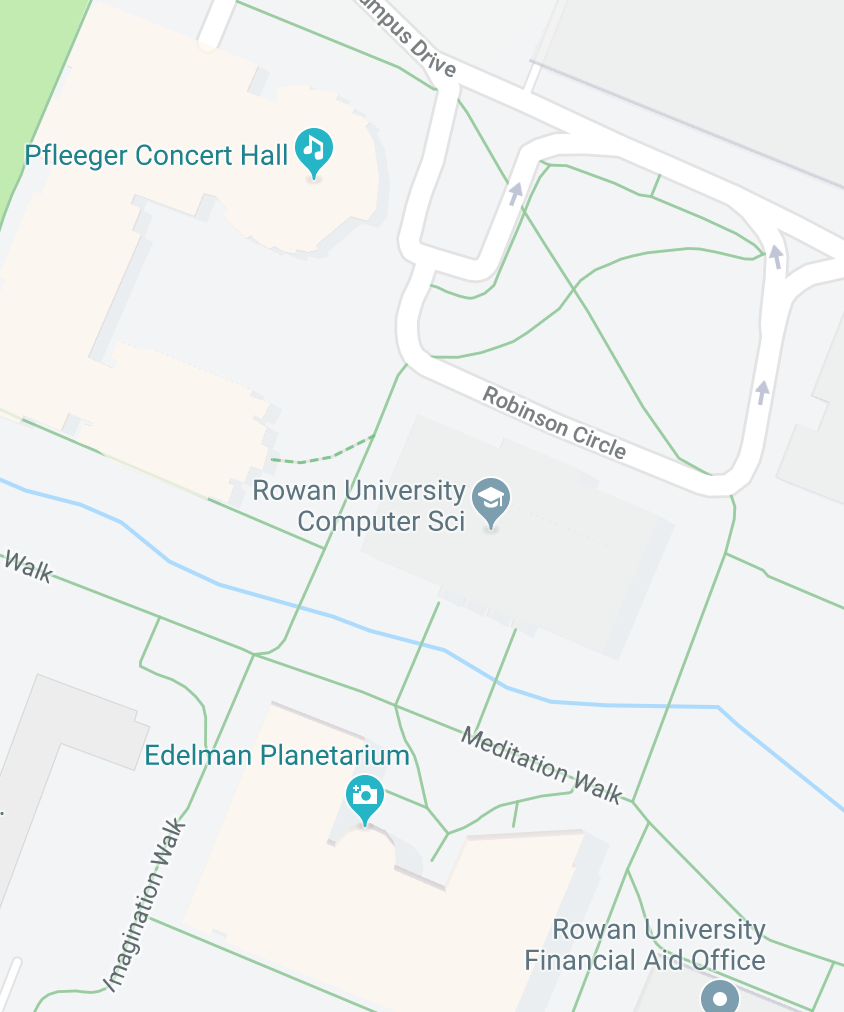 ampus Drive
Pfleeger Concert Hall
Robinson Circle
Rowan University
Computer Sci
Walk
Meditation Walk
Edelman Planetarium
Imagination Walk
Rowan University
Financial Aid Office